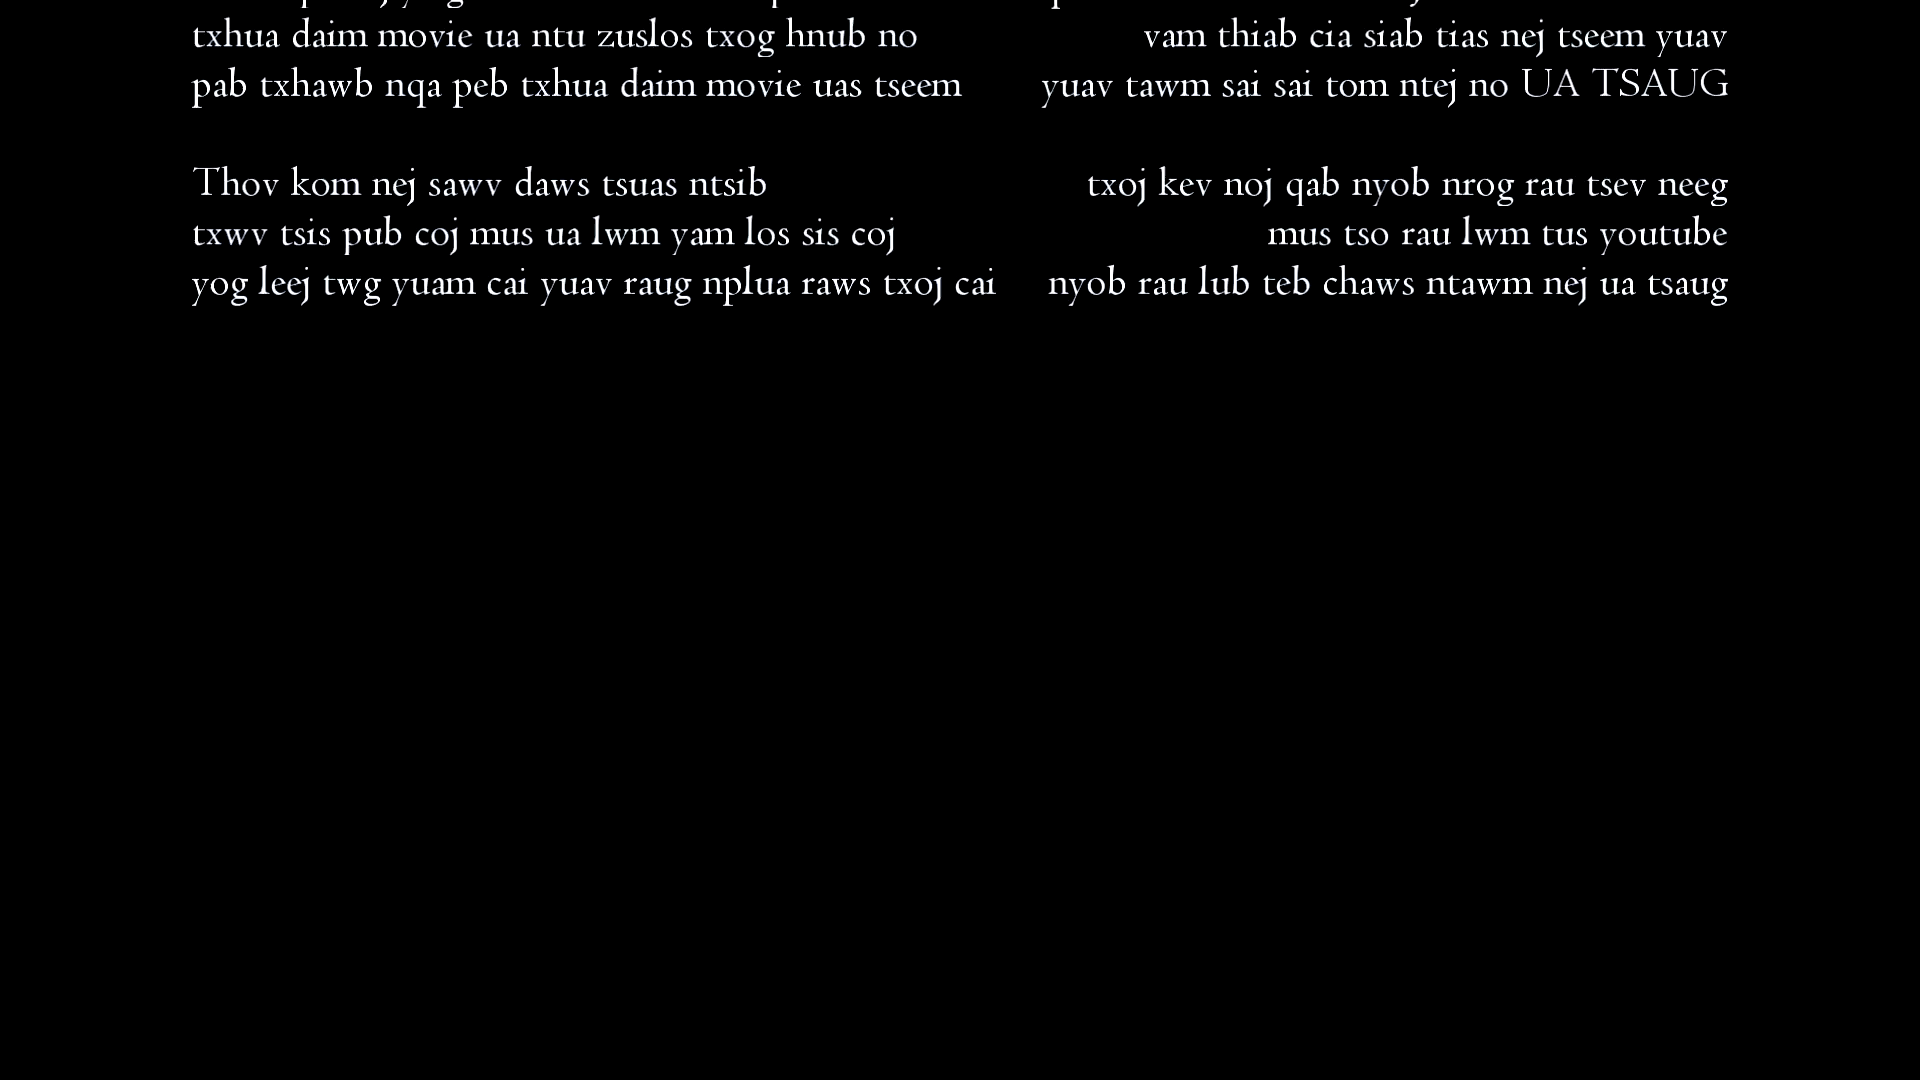 txhua daim movie ua ntu zuslos txog hnub no vam thiab cia siab tias nej tseem yuav
pab txhawb nqa peb txhua daim movie uas tseem yuav tawm sai sai tom ntej no UA TSAUG
Thov kom nej sawv daws tsuas ntsib txoj kev noj qab nyob nrog rau tsev neeg
txwv tsis pub coj mus ua lwm yam los sis coj mus tso rau lwm tus youtube
yog leej twg yuam cai yuav raug nplua raws txoj cai nyob rau lub teb chaws ntawm nej ua tsaug